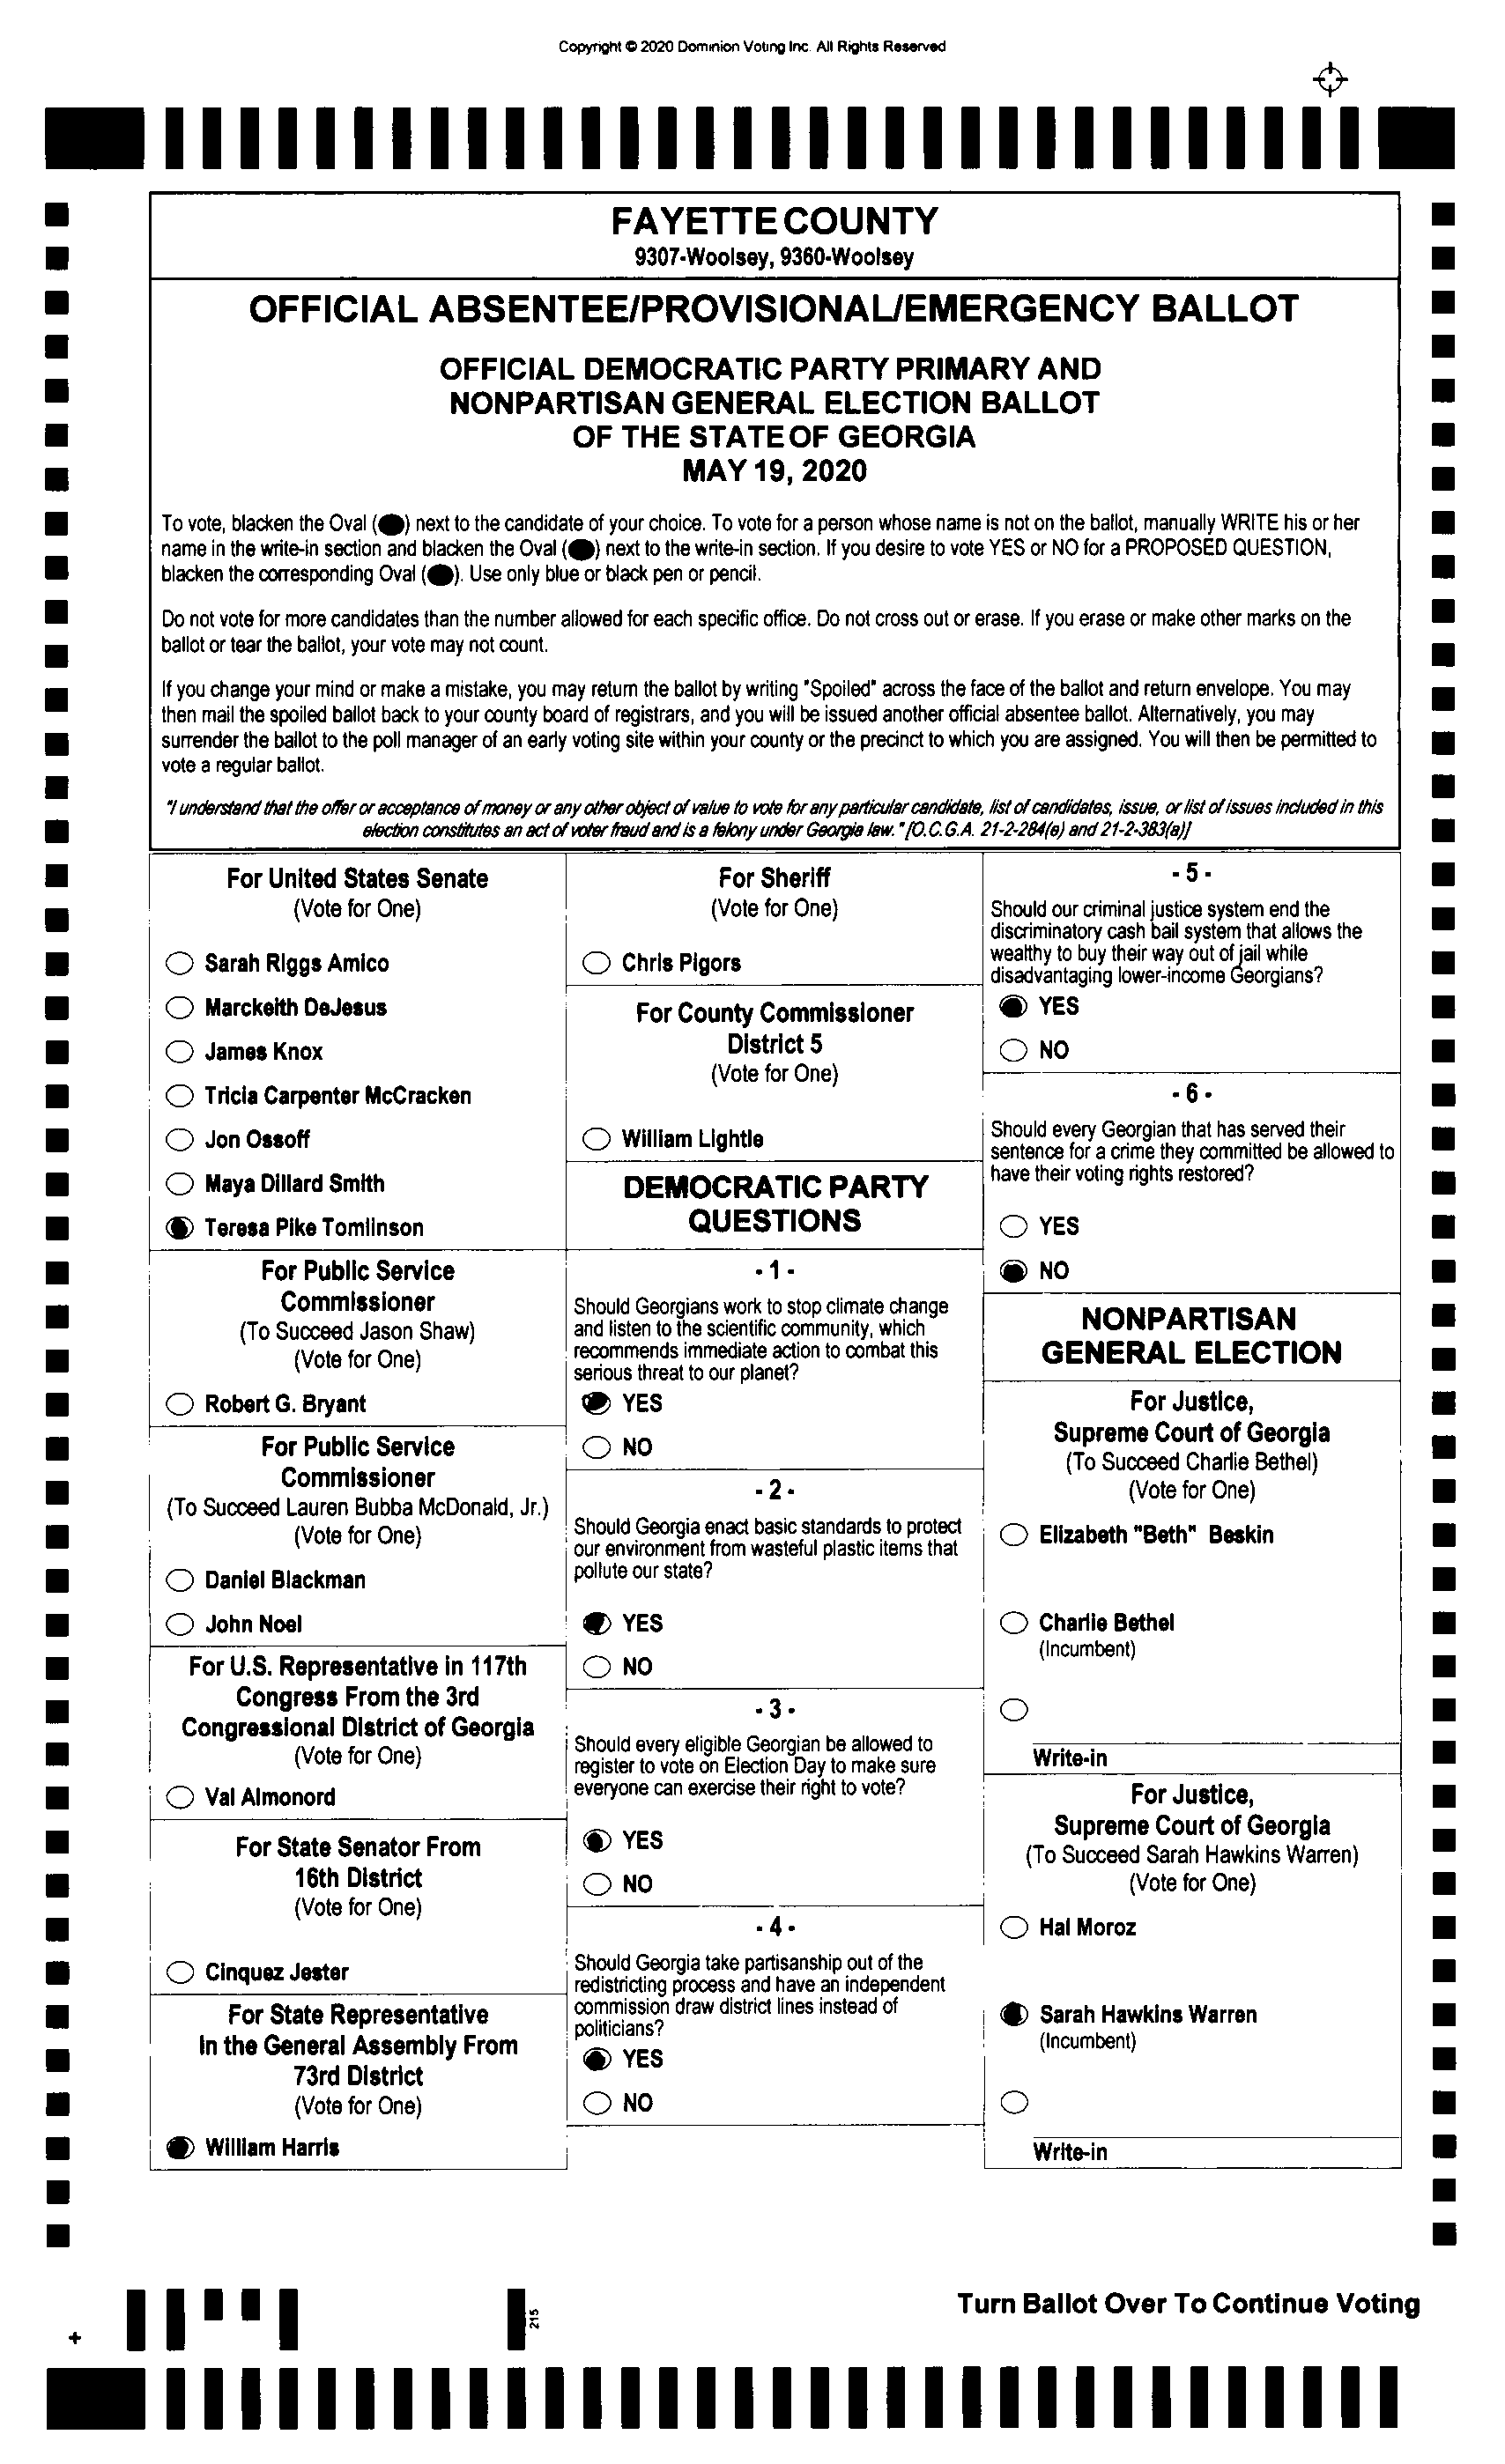 Copyright © 2020 Dominion Voting Inc. All Rights Reserved
FAYETTE COUNTY
9307-Woolsey, 9360-Woolsey
OFFICIAL ABSENTEE/PROVISIONAL/EMERGENCY BALLOT
OFFICIAL DEMOCRATIC PARTY PRIMARY AND
NONPARTISAN GENERAL ELECTION BALLOT
OF THE STATE OF GEORGIA
MAY 19, 2020
To vote, blacken the Oval ( ) next to the candidate of your choice. To vote for a person whose name is not on the ballot, manually WRITE his or her
name in the write-in section and blacken the Oval ( ) next to the write-in section. If you desire to vote YES or NO for a PROPOSED QUESTION,
blacken the corresponding Oval ( ). Use only blue or black pen or pencil.
Do not vote for more candidates than the number allowed for each specific office. Do not cross out or erase. If you erase or make other marks on the
ballot or tear the ballot, your vote may not count.
If you change your mind or make a mistake, you may return the ballot by writing "Spoiled" across the face of the ballot and return envelope. You may
then mail the spoiled ballot back to your county board of registrars, and you will be issued another official absentee ballot. Alternatively, you may
surrender the ballot to the poll manager of an early voting site within your county or the precinct to which you are assigned. You will then be permitted to
vote a regular ballot.
"I understand that the offer or acceptance of money or any other object of value to vote for any particular candidate, list of candidates, issue, or list of issues included in this
election constitutes an act of voter fraud and is a felony under Georgia law." [O.C.G.A. 21-2-284(e) and 21-2-383(a)]
For United States Senate
(Vote for One)
Sarah Riggs Amico
Marckeith DeJesus
James Knox
Tricia Carpenter McCracken
Jon Ossoff
Maya Dillard Smith
Teresa Pike Tomlinson
For Public Service
Commissioner
(To Succeed Jason Shaw)
(Vote for One)
Robert G. Bryant
For Public Service
Commissioner
(To Succeed Lauren Bubba McDonald, Jr.)
(Vote for One)
Daniel Blackman
John Noel
For U.S. Representative in 117th
Congress From the 3rd
Congressional District of Georgia
(Vote for One)
Val Almonord
For State Senator From
16th District
(Vote for One)
Cinquez Jester
For State Representative
In the General Assembly From
73rd District
(Vote for One)
William Harris
For Sheriff
(Vote for One)
Chris Pigors
For County Commissioner
District 5
(Vote for One)
William Lightle
DEMOCRATIC PARTY
QUESTIONS
- 1 -
Should Georgians work to stop climate change
and listen to the scientific community, which
recommends immediate action to combat this
serious threat to our planet?
YES
NO
- 2 -
Should Georgia enact basic standards to protect
our environment from wasteful plastic items that
pollute our state?
YES
NO
- 3 -
Should every eligible Georgian be allowed to
register to vote on Election Day to make sure
everyone can exercise their right to vote?
YES
NO
- 4 -
Should Georgia take partisanship out of the
redistricting process and have an independent
commission draw district lines instead of
politicians?
YES
NO
- 5 -
Should our criminal justice system end the
discriminatory cash bail system that allows the
wealthy to buy their way out of jail while
disadvantaging lower-income Georgians?
YES
NO
- 6 -
Should every Georgian that has served their
sentence for a crime they committed be allowed to
have their voting rights restored?
YES
NO
NONPARTISAN
GENERAL ELECTION
For Justice,
Supreme Court of Georgia
(To Succeed Charlie Bethel)
(Vote for One)
Elizabeth "Beth" Beskin
Charlie Bethel
(Incumbent)
Write-in
For Justice,
Supreme Court of Georgia
(To Succeed Sarah Hawkins Warren)
(Vote for One)
Hal Moroz
Sarah Hawkins Warren
(Incumbent)
Write-in
215
Turn Ballot Over To Continue Voting
+